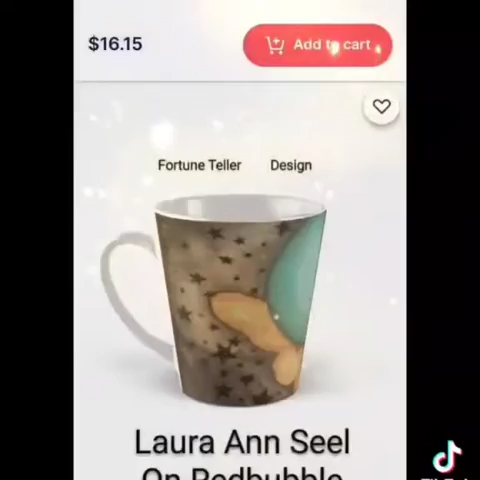 $16.15 Add to cart
Fortune Teller Design
Laura Ann Seel
On Redbubble